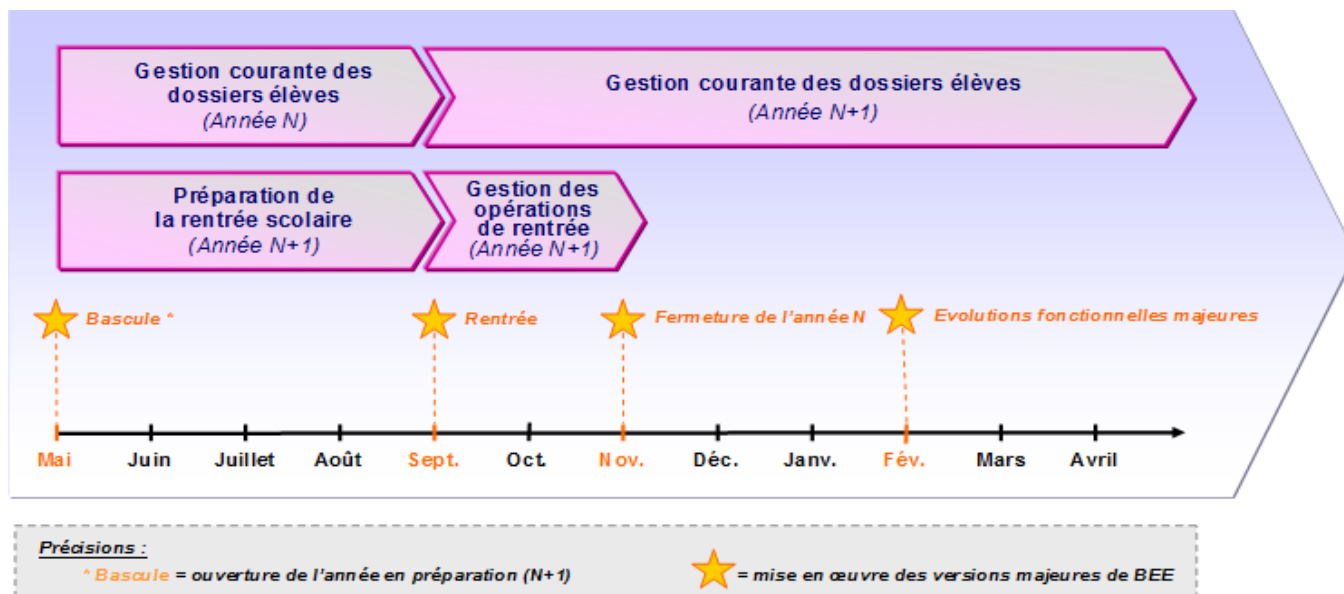 Gestion courante des
dossiers élèves
(Année N)
Gestion courante des dossiers élèves
(Année N+1)
Préparation de
la rentrée scolaire
(Année N+1)
Gestion des
opérations
de rentrée
(Année N+1)
Bascule *
Rentrée
Fermeture de l'année N
Evolutions fonctionnelles majeures
Mai
Juin
Juillet
Août
Sept.
Oct.
Nov.
Déc.
Janv.
Fév.
Mars
Avril
Précisions :
* Bascule = ouverture de l'année en préparation (N+1)
= mise en œuvre des versions majeures de BEE